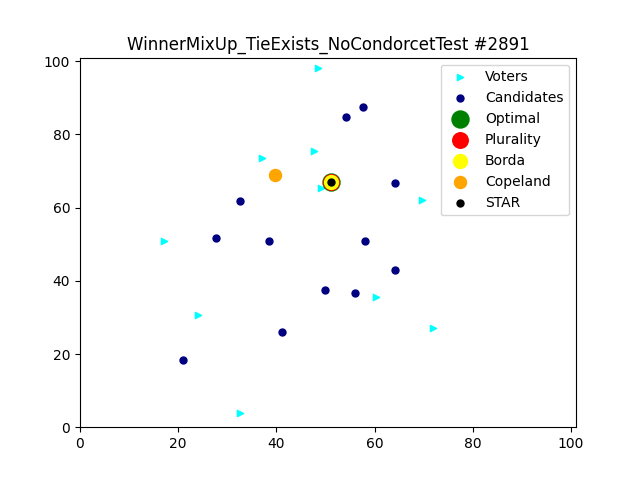 WinnerMixUp_TieExists_NoCondorcetTest #2891
100
80
60
40
20
0
0 20 40 60 80 100
Voters
Candidates
Optimal
Plurality
Borda
Copeland
STAR